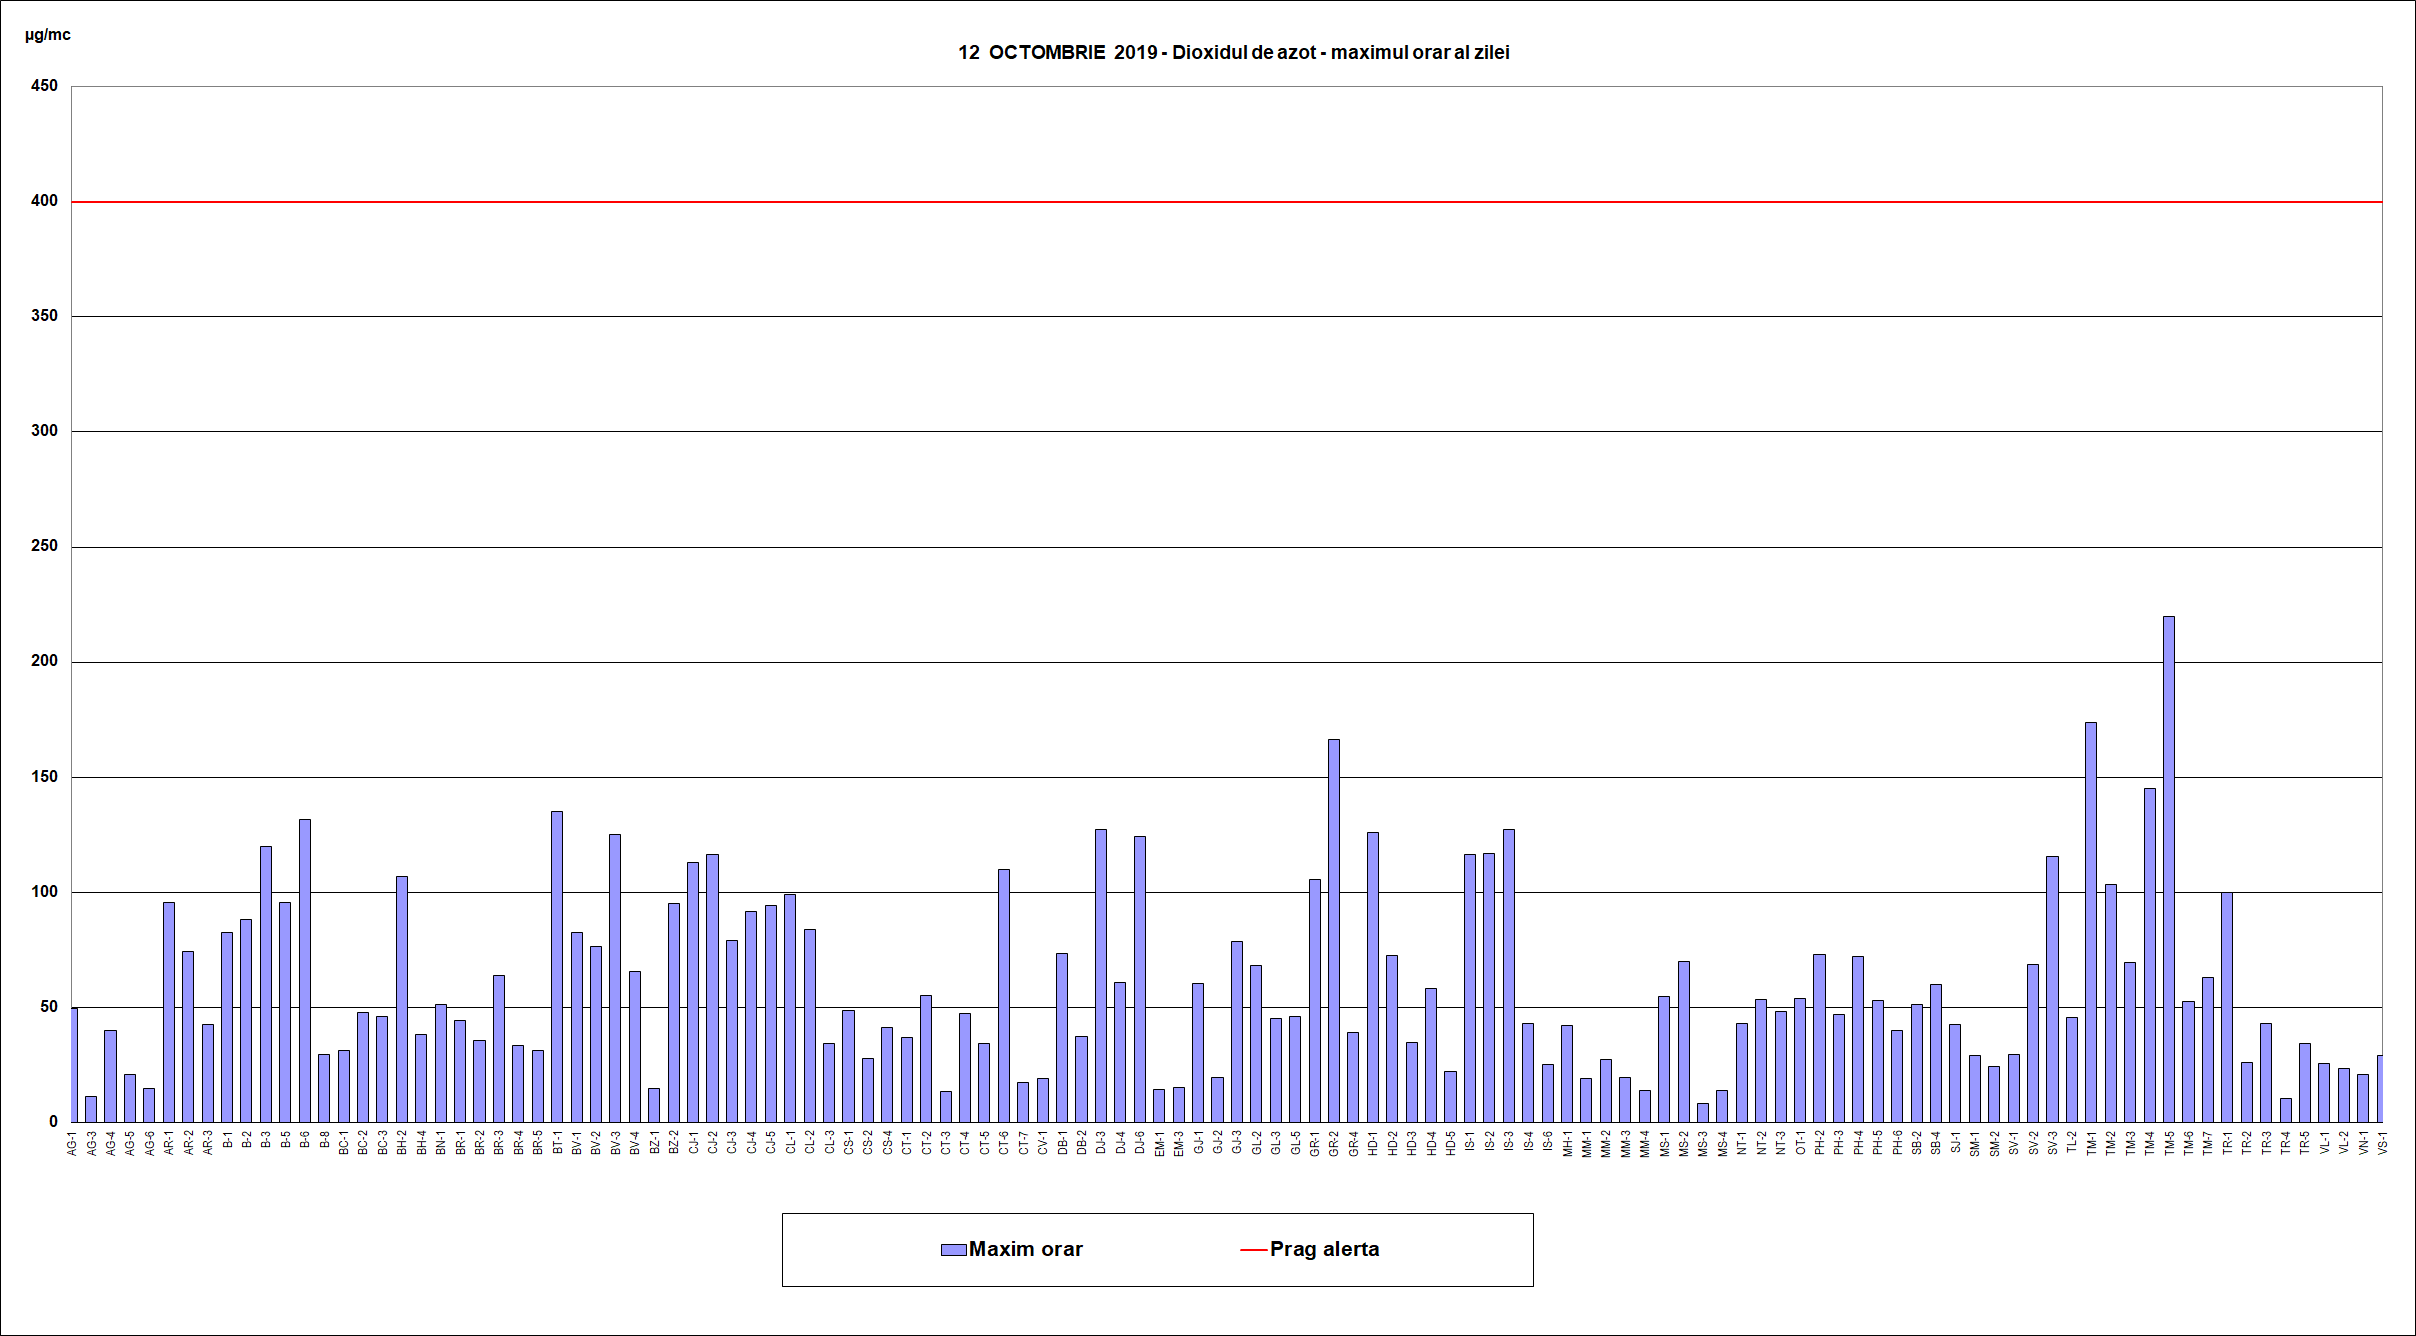 µg/mc
12 OCTOMBRIE 2019 - Dioxidul de azot - maximul orar al zilei
450
400
350
300
250
200
150
100
50
0
AG-1 AG-3 AG-4 AG-5 AG-6 AR-1 AR-2 AR-3 B-1 B-2 B-3 B-5 B-6 B-8 BC-1 BC-2 BC-3 BH-2 BH-4 BN-1 BR-1 BR-2 BR-3 BR-4 BR-5 BT-1 BV-1 BV-2 BV-3 BV-4 BZ-1 BZ-2 CJ-1 CJ-2 CJ-3 CJ-4 CJ-5 CL-1 CL-2 CL-3 CS-1 CS-2 CS-4 CT-1 CT-2 CT-3 CT-4 CT-5 CT-6 CT-7 CV-1 DB-1 DB-2 DJ-3 DJ-4 DJ-6 EM-1 EM-3 GJ-1 GJ-2 GJ-3 GL-2 GL-3 GL-5 GR-1 GR-2 GR-4 HD-1 HD-2 HD-3 HD-4 HD-5 IS-1 IS-2 IS-3 IS-4 IS-6 MH-1 MM-1 MM-2 MM-3 MM-4 MS-1 MS-2 MS-3 MS-4 NT-1 NT-2 NT-3 OT-1 PH-2 PH-3 PH-4 PH-5 PH-6 SB-2 SB-4 SJ-1 SM-1 SM-2 SV-1 SV-2 SV-3 TL-2 TM-1 TM-2 TM-3 TM-4 TM-5 TM-6 TM-7 TR-1 TR-2 TR-3 TR-4 TR-5 VL-1 VL-2 VN-1 VS-1
Maxim orar Prag alerta